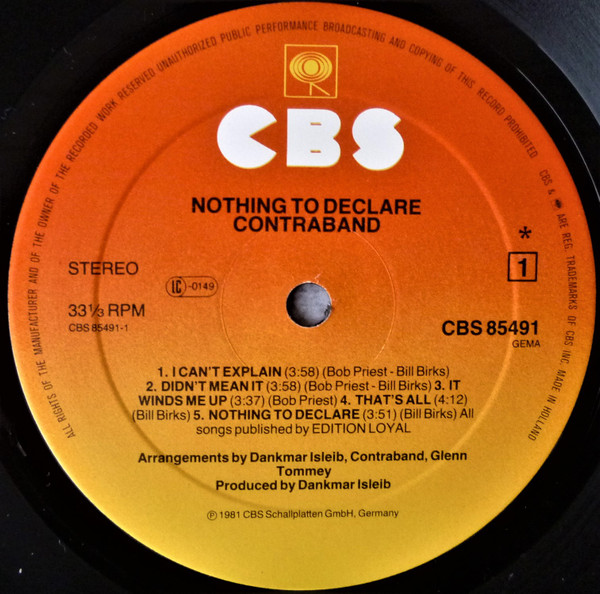 ALL RIGHTS OF THE MANUFACTURER AND OF THE OWNER OF THE RECORDED WORK RESERVED UNAUTHORIZED PUBLIC PERFORMANCE BROADCASTING AND COPYING OF THIS RECORD PROHIBITED
CBS & ARE REG. TRADEMARKS OF CBS INC. MADE IN HOLLAND
CBS
NOTHING TO DECLARE
CONTRABAND
*
STEREO
LC -0149
1
33⅓ RPM
CBS 85491-1
CBS 85491
GEMA
1. I CAN'T EXPLAIN (3:58) (Bob Priest - Bill Birks)
2. DIDN'T MEAN IT (3:58) (Bob Priest - Bill Birks) 3. IT
WINDS ME UP (3:37) (Bob Priest) 4. THAT'S ALL (4:12)
(Bill Birks) 5. NOTHING TO DECLARE (3:51) (Bill Birks) All
songs published by EDITION LOYAL
Arrangements by Dankmar Isleib, Contraband, Glenn
Tommey
Produced by Dankmar Isleib
℗ 1981 CBS Schallplatten GmbH, Germany